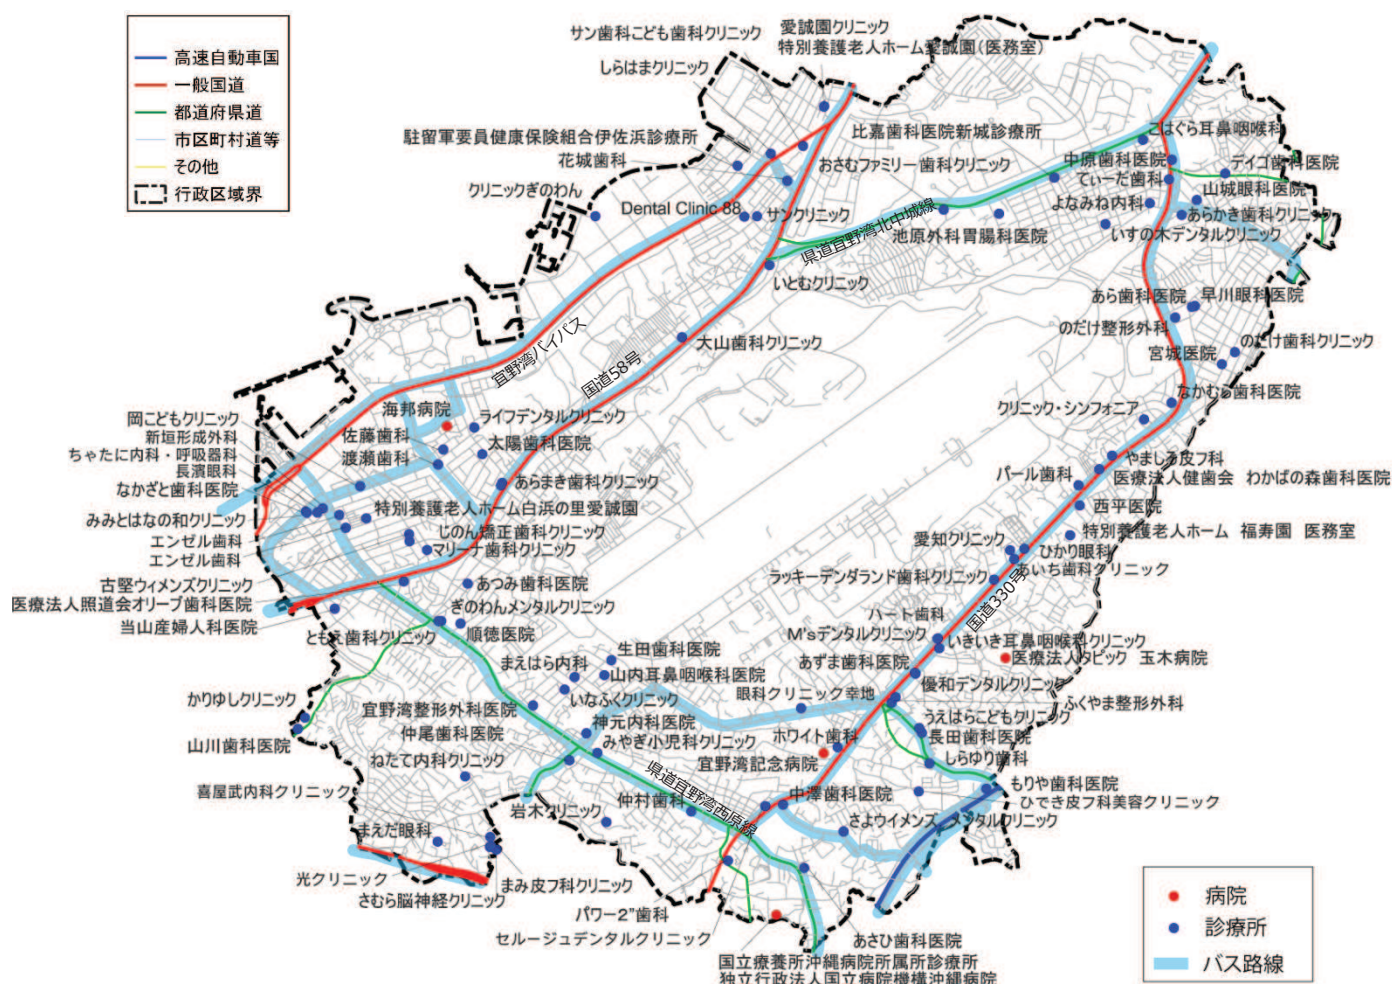 高速自動車国
一般国道
都道府県道
市区町村道等
その他
行政区域界
サン歯科こども歯科クリニック
愛誠園クリニック
特別養護老人ホーム愛誠園(医務室)
しらはまクリニック
駐留軍要員健康保険組合伊佐浜診療所
花城歯科
クリニックぎのわん
Dental Clinic 88
サンクリニック
比嘉歯科医院新城診療所
おさむファミリー歯科クリニック
こはぐら耳鼻咽喉科
中原歯科医院
てぃーだ歯科
デイゴ歯科医院
山城眼科医院
よなみね内科
あらかき歯科クリニック
いすの木デンタルクリニック
池原外科胃腸科医院
県道宜野湾北中城線
いとむクリニック
あら歯科医院
早川眼科医院
のだけ整形外科
のだけ歯科クリニック
宮城医院
なかむら歯科医院
大山歯科クリニック
宜野湾バイパス
国道58号
クリニック・シンフォニア
海邦病院
ライフデンタルクリニック
岡こどもクリニック
新垣形成外科
佐藤歯科
太陽歯科医院
ちゃたに内科・呼吸器科
渡瀬歯科
長濱眼科
なかざと歯科医院
あらまき歯科クリニック
やましろ皮フ科
パール歯科
医療法人健歯会 わかばの森歯科医院
西平医院
特別養護老人ホーム白浜の里愛誠園
みみとはなの和クリニック
じのん矯正歯科クリニック
エンゼル歯科
マリーナ歯科クリニック
エンゼル歯科
特別養護老人ホーム 福寿園 医務室
愛知クリニック
ひかり眼科
あいち歯科クリニック
ラッキーデンタランド歯科クリニック
国道330号
古堅ウィメンズクリニック
あつみ歯科医院
医療法人照道会オリーブ歯科医院
ぎのわんメンタルクリニック
当山産婦人科医院
ともえ歯科クリニック
順徳医院
ハート歯科
M'sデンタルクリニック
いきいき耳鼻咽喉科クリニック
医療法人タピック 玉木病院
あずま歯科医院
生田歯科医院
まえはら内科
山内耳鼻咽喉科医院
優和デンタルクリニック
眼科クリニック幸地
ふくやま整形外科
かりゆしクリニック
いなふくクリニック
宜野湾整形外科医院
神元内科医院
うえはらこどもクリニック
仲尾歯科医院
ホワイト歯科
長田歯科医院
山川歯科医院
みやぎ小児科クリニック
しらゆり歯科
ねたて内科クリニック
宜野湾記念病院
県道宜野湾西原線
もりや歯科医院
喜屋武内科クリニック
中澤歯科医院
ひでき皮フ科美容クリニック
岩木クリニック
仲村歯科
さよウイメンズ メンタルクリニック
まえだ眼科
光クリニック
まみ皮フ科クリニック
さむら脳神経クリニック
パワー2"歯科
セルージュデンタルクリニック
あさひ歯科医院
国立療養所沖縄病院所属所診療所
独立行政法人国立病院機構沖縄病院
病院
診療所
バス路線